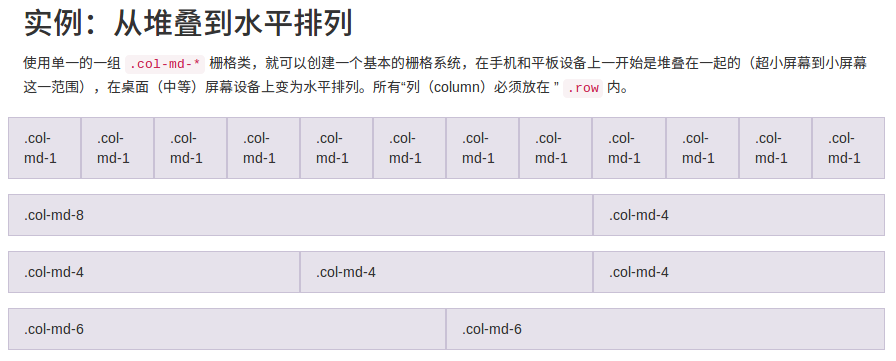 实例：从堆叠到水平排列
使用单一的一组 .col-md-* 栅格类，就可以创建一个基本的栅格系统，在手机和平板设备上一开始是堆叠在一起的（超小屏幕到小屏幕
这一范围），在桌面（中等）屏幕设备上变为水平排列。所有“列（column）必须放在 ” .row 内。
.col- .col- .col- .col- .col- .col- .col- .col- .col- .col- .col- .col-
md-1 md-1 md-1 md-1 md-1 md-1 md-1 md-1 md-1 md-1 md-1 md-1
.col-md-8 .col-md-4
.col-md-4 .col-md-4 .col-md-4
.col-md-6 .col-md-6